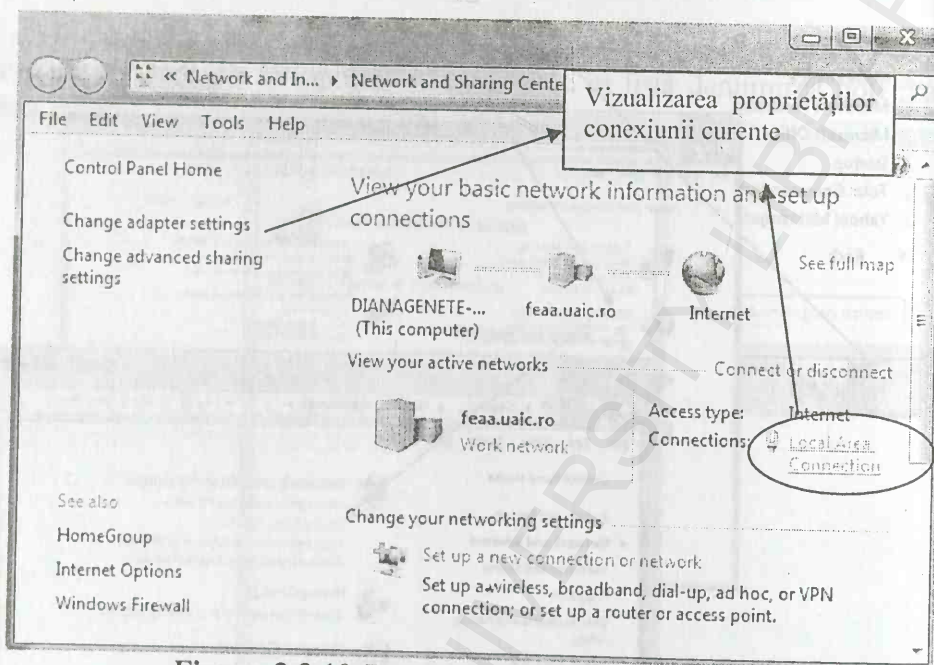 « Network and In... ▸ Network and Sharing Cente
Vizualizarea proprietăților
conexiunii curente
File Edit View Tools Help
Control Panel Home
Change adapter settings
Change advanced sharing
settings
View your basic network information and set up
connections
See full map
DIANAGENETE-...
(This computer)
feaa.uaic.ro
Internet
View your active networks
Connect or disconnect
feaa.uaic.ro
Work network
Access type: Internet
Connections: Local Area
Connection
Change your networking settings
Set up a new connection or network
Set up a wireless, broadband, dial-up, ad hoc, or VPN
connection; or set up a router or access point.
See also
HomeGroup
Internet Options
Windows Firewall